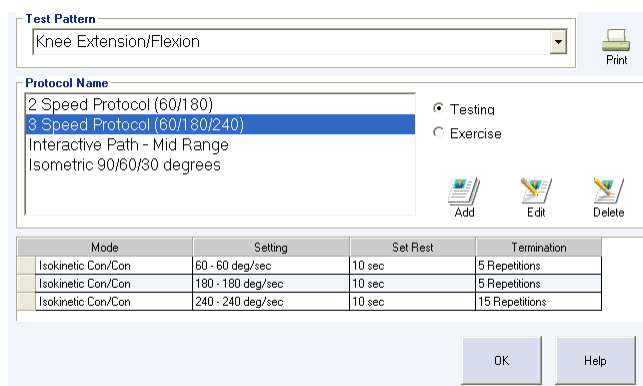 Test Pattern
Knee Extension/Flexion
Print
Protocol Name
2 Speed Protocol (60/180)
3 Speed Protocol (60/180/240)
Interactive Path - Mid Range
Isometric 90/60/30 degrees
Testing
Exercise
Add Edit Delete
Mode Setting Set Rest Termination
Isokinetic Con/Con 60 - 60 deg/sec 10 sec 5 Repetitions
Isokinetic Con/Con 180 - 180 deg/sec 10 sec 5 Repetitions
Isokinetic Con/Con 240 - 240 deg/sec 10 sec 15 Repetitions
OK Help